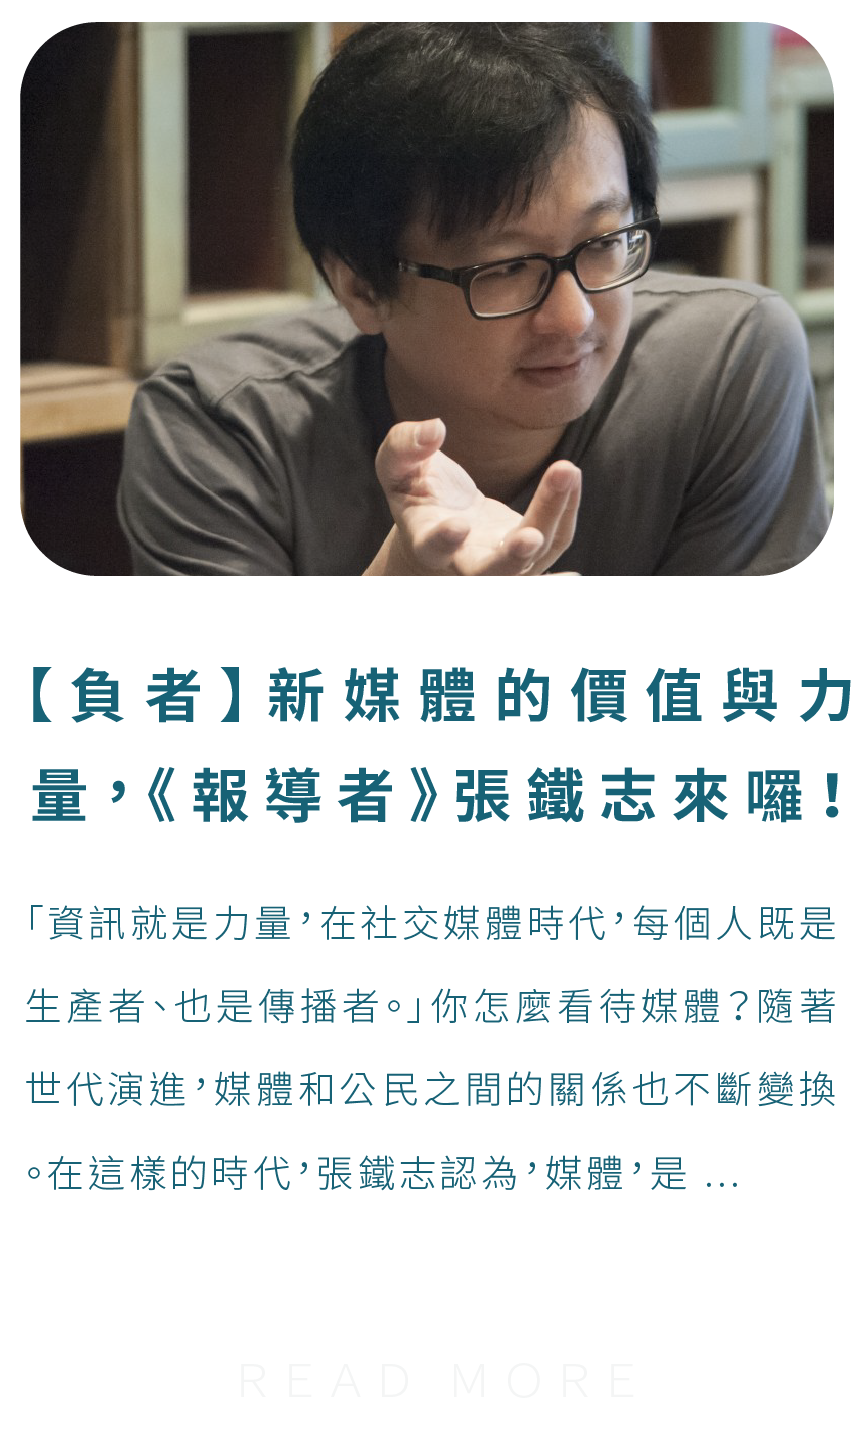 【負者】新媒體的價值與力
量，《報導者》張鐵志來囉！
「資訊就是力量，在社交媒體時代，每個人既是
生產者、也是傳播者。」你怎麼看待媒體？隨著
世代演進，媒體和公民之間的關係也不斷變換
。在這樣的時代，張鐵志認為，媒體，是 ...
READ MORE